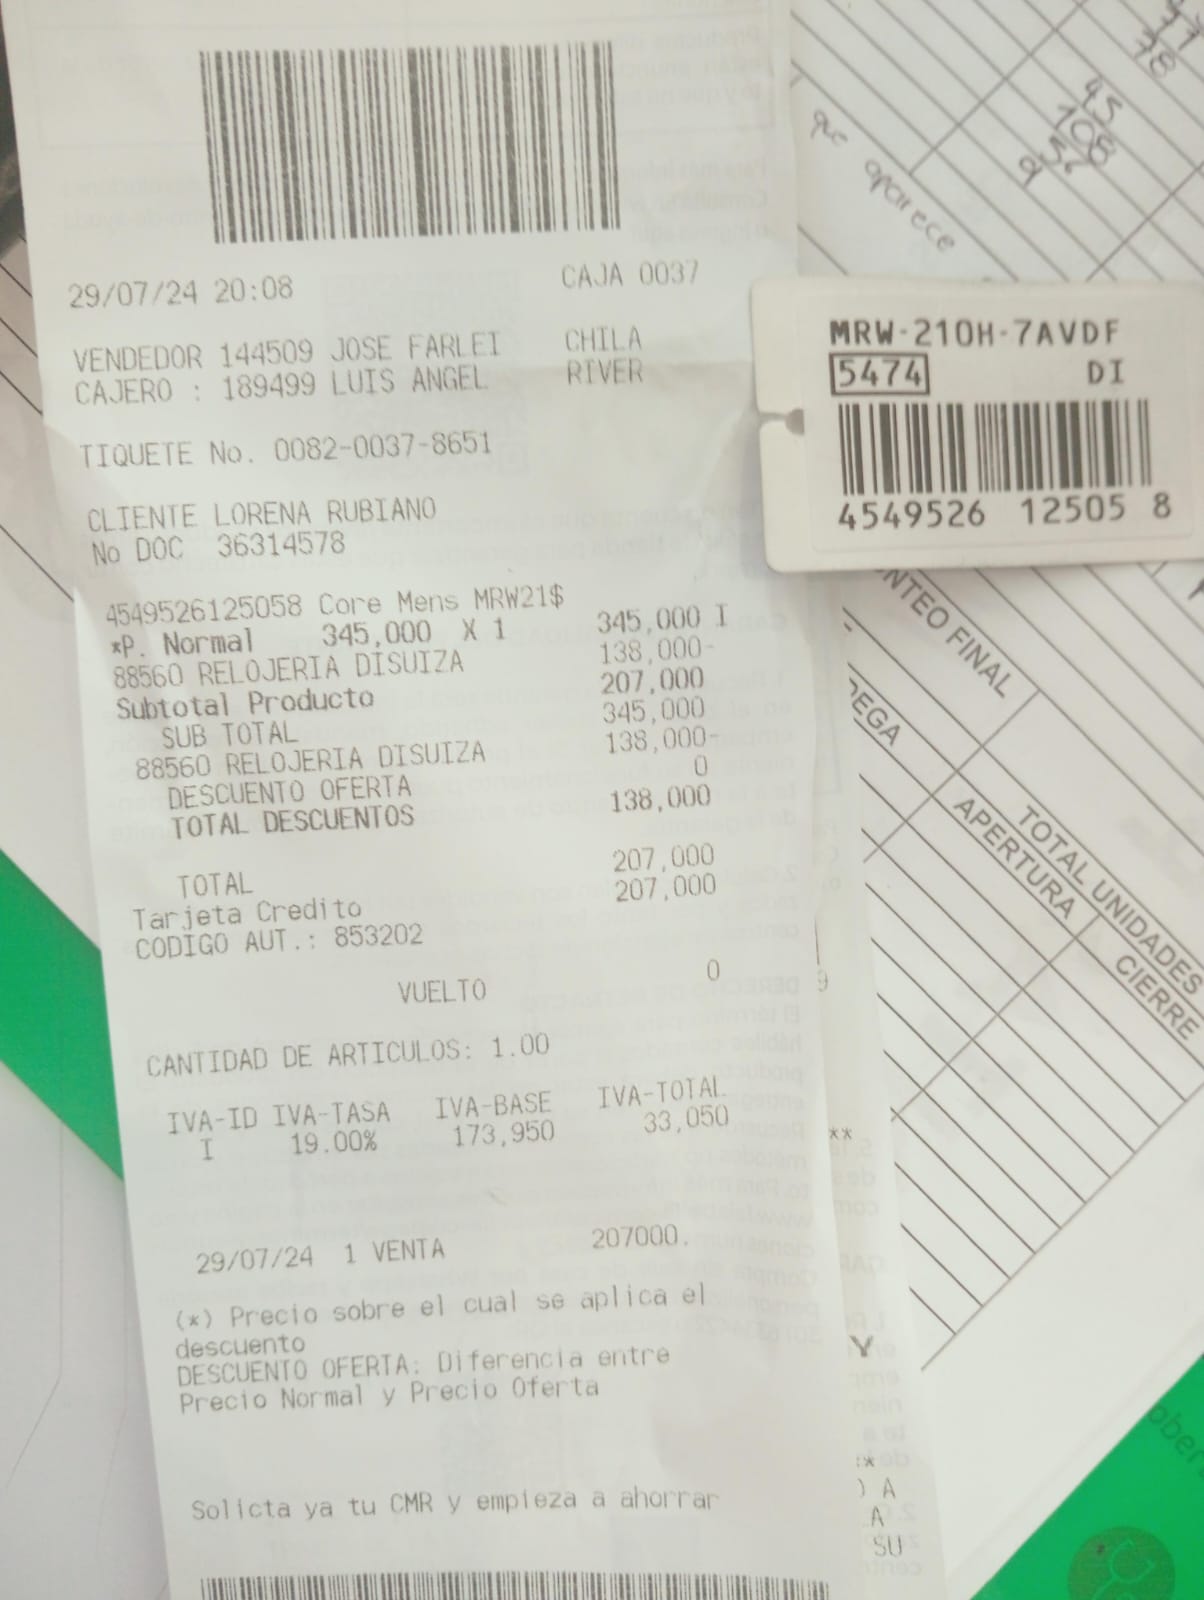 29/07/24 20:08 CAJA 0037
VENDEDOR 144509 JOSE FARLEI CHILA
CAJERO : 189499 LUIS ANGEL RIVER
TIQUETE No. 0082-0037-8651
CLIENTE LORENA RUBIANO
No DOC 36314578
4549526125058 Core Mens MRW21$
*P. Normal 345,000 X 1 345,000 I
88560 RELOJERIA DISUIZA 138,000-
Subtotal Producto 207,000
SUB TOTAL 345,000
88560 RELOJERIA DISUIZA 138,000-
DESCUENTO OFERTA 0
TOTAL DESCUENTOS 138,000
TOTAL 207,000
Tarjeta Credito 207,000
CODIGO AUT.: 853202
VUELTO 0
CANTIDAD DE ARTICULOS: 1.00
IVA-ID IVA-TASA IVA-BASE IVA-TOTAL
I 19.00% 173,950 33,050
29/07/24 1 VENTA 207000.
(*) Precio sobre el cual se aplica el
descuento
DESCUENTO OFERTA: Diferencia entre
Precio Normal y Precio Oferta
Solicta ya tu CMR y empieza a ahorrar
MRW-210H-7AVDF
5474 DI
4549526 12505 8
que aparece
78
45
108
NTEO FINAL
DEGA
TOTAL UNIDADES
APERTURA
CIERRE
**
Y
) A
A
SU